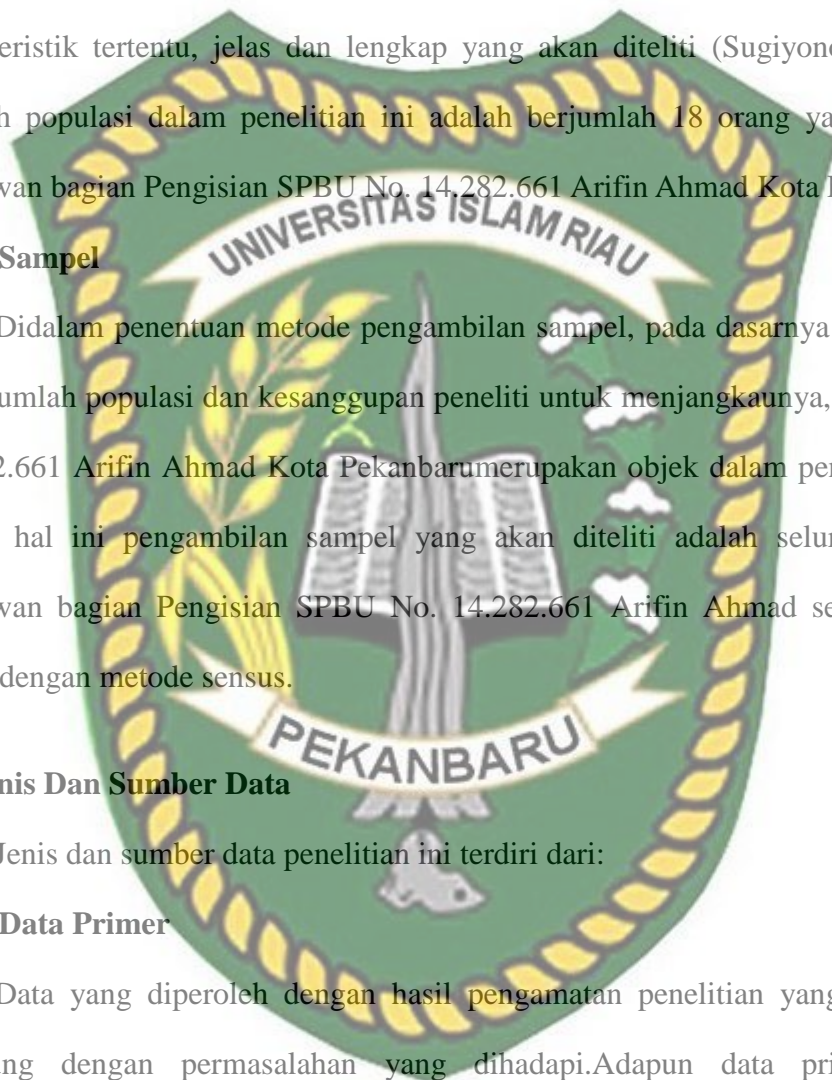 eristik tertentu, jelas dan lengkap yang akan diteliti (Sugiyono
h populasi dalam penelitian ini adalah berjumlah 18 orang ya
wan bagian Pengisian SPBU No. 14.282.661 Arifin Ahmad Kota
UNIVERSITAS ISLAM RIAU
Sampel
Didalam penentuan metode pengambilan sampel, pada dasarnya
umlah populasi dan kesanggupan peneliti untuk menjangkaunya,
2.661 Arifin Ahmad Kota Pekanbarumerupakan objek dalam pe
hal ini pengambilan sampel yang akan diteliti adalah selu
wan bagian Pengisian SPBU No. 14.282.661 Arifin Ahmad se
dengan metode sensus.
PEKANBARU
nis Dan Sumber Data
Jenis dan sumber data penelitian ini terdiri dari:
Data Primer
Data yang diperoleh dengan hasil pengamatan penelitian yang
ung dengan permasalahan yang dihadapi.Adapun data pri